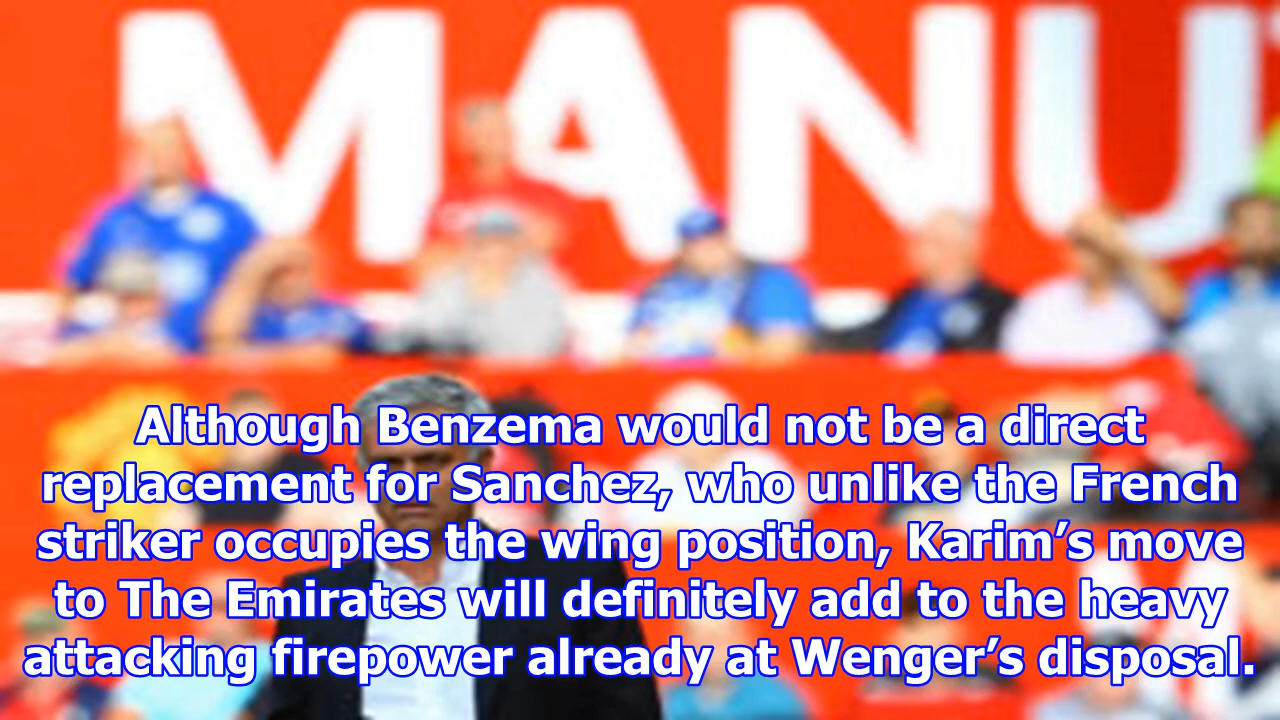 MANU
Although Benzema would not be a direct
replacement for Sanchez, who unlike the French
striker occupies the wing position, Karim’s move
to The Emirates will definitely add to the heavy
attacking firepower already at Wenger’s disposal.